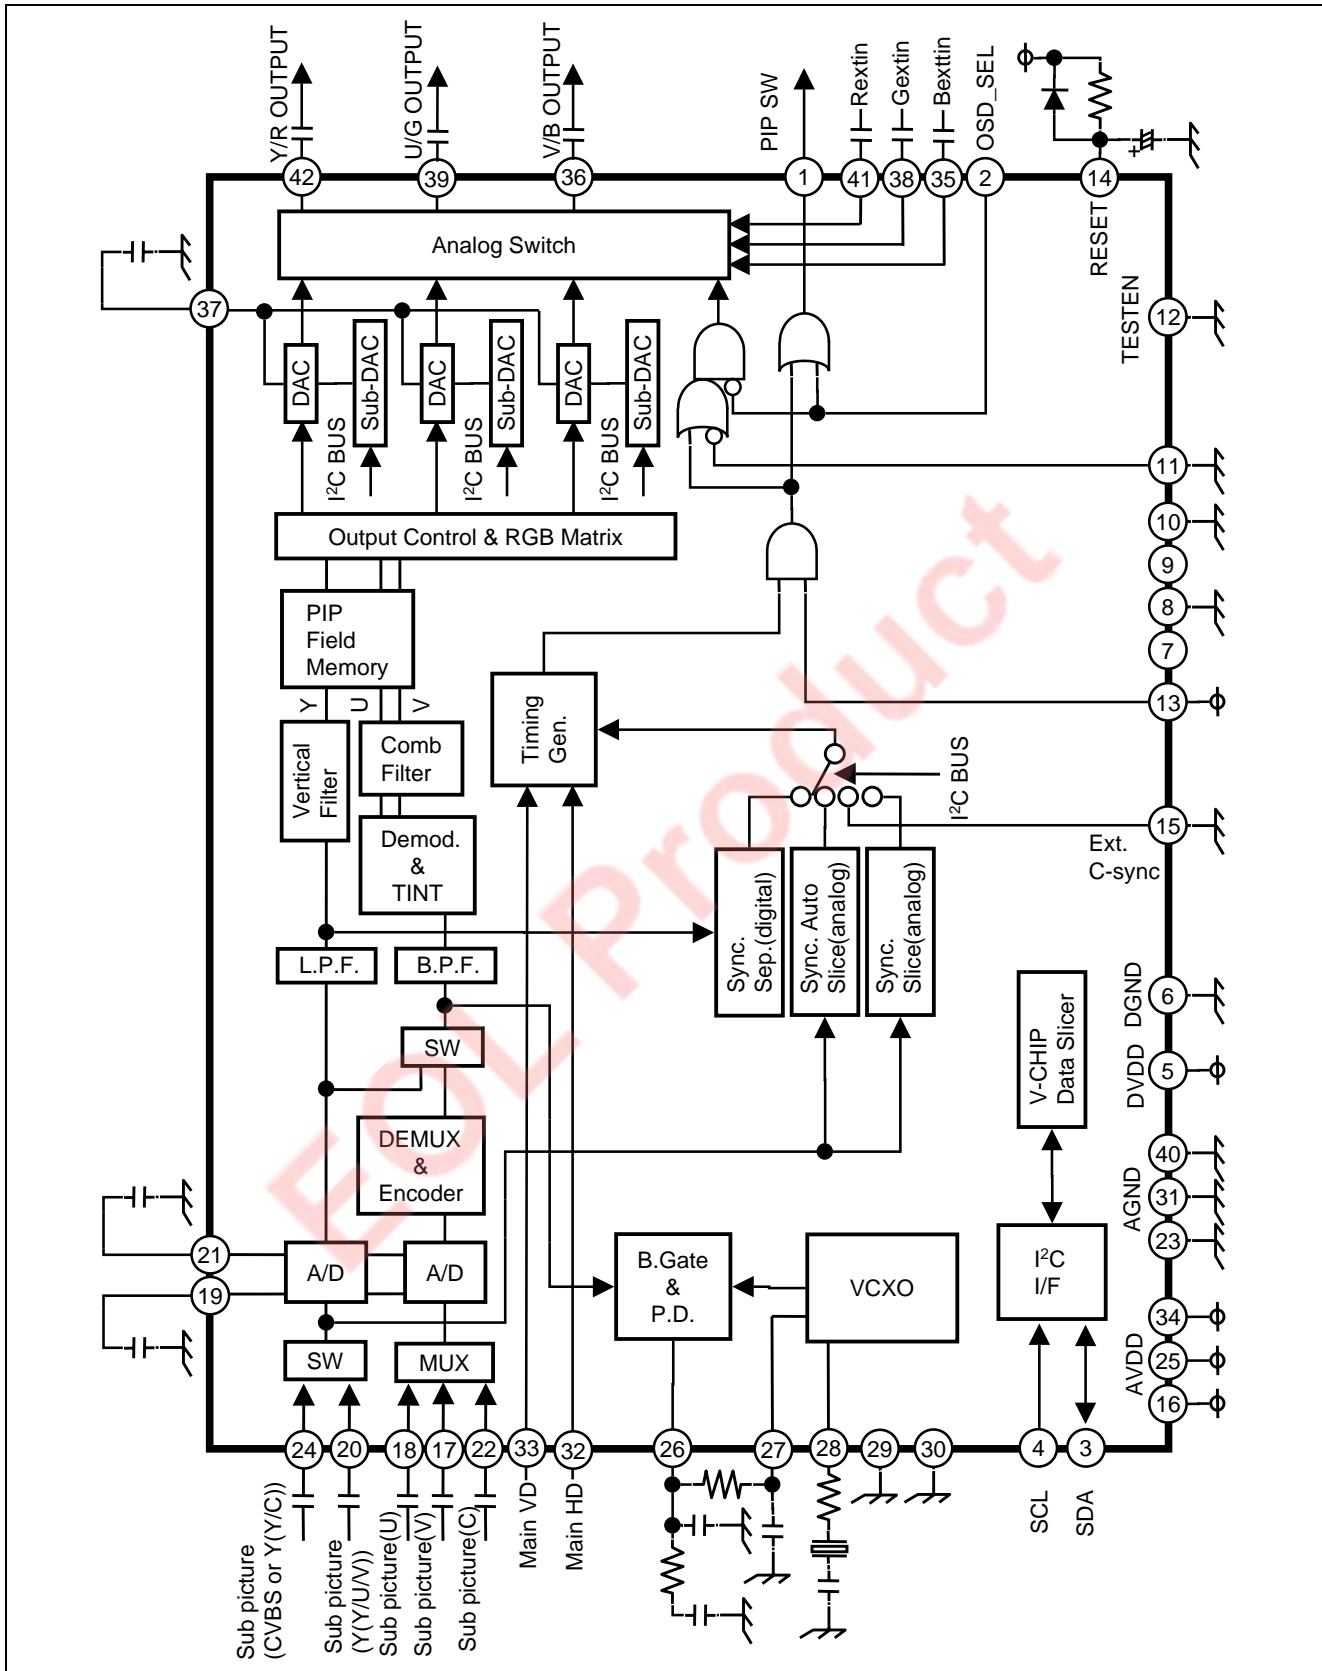 Y/R OUTPUT
U/G OUTPUT
V/B OUTPUT
PIP SW
Rextin
Gextin
Bexttin
OSD_SEL
42
39
36
1
41
38
35
2
14
+
RESET
Analog Switch
37
TESTEN
12
DAC
Sub-DAC
DAC
Sub-DAC
DAC
Sub-DAC
I²C BUS
I²C BUS
I²C BUS
11
Output Control & RGB Matrix
10
9
8
7
13
PIP
Field
Memory
Y
U
V
Timing
Gen.
Vertical
Filter
Comb
Filter
I²C BUS
15
Ext.
C-sync
Demod.
&
TINT
Sync.
Sep.(digital)
Sync. Auto
Slice(analog)
Sync.
Slice(analog)
L.P.F.
B.P.F.
SW
V-CHIP
Data Slicer
DGND
6
DVDD
5
DEMUX
&
Encoder
AGND
40
31
23
21
19
A/D
A/D
B.Gate
&
P.D.
VCXO
I²C
I/F
AVDD
34
25
16
SW
MUX
24
20
18
17
22
33
32
26
27
28
29
30
4
3
Sub picture
(CVBS or Y(Y/C))
Sub picture
(Y(Y/U/V))
Sub picture(U)
Sub picture(V)
Sub picture(C)
Main VD
Main HD
SCL
SDA
EOL Product